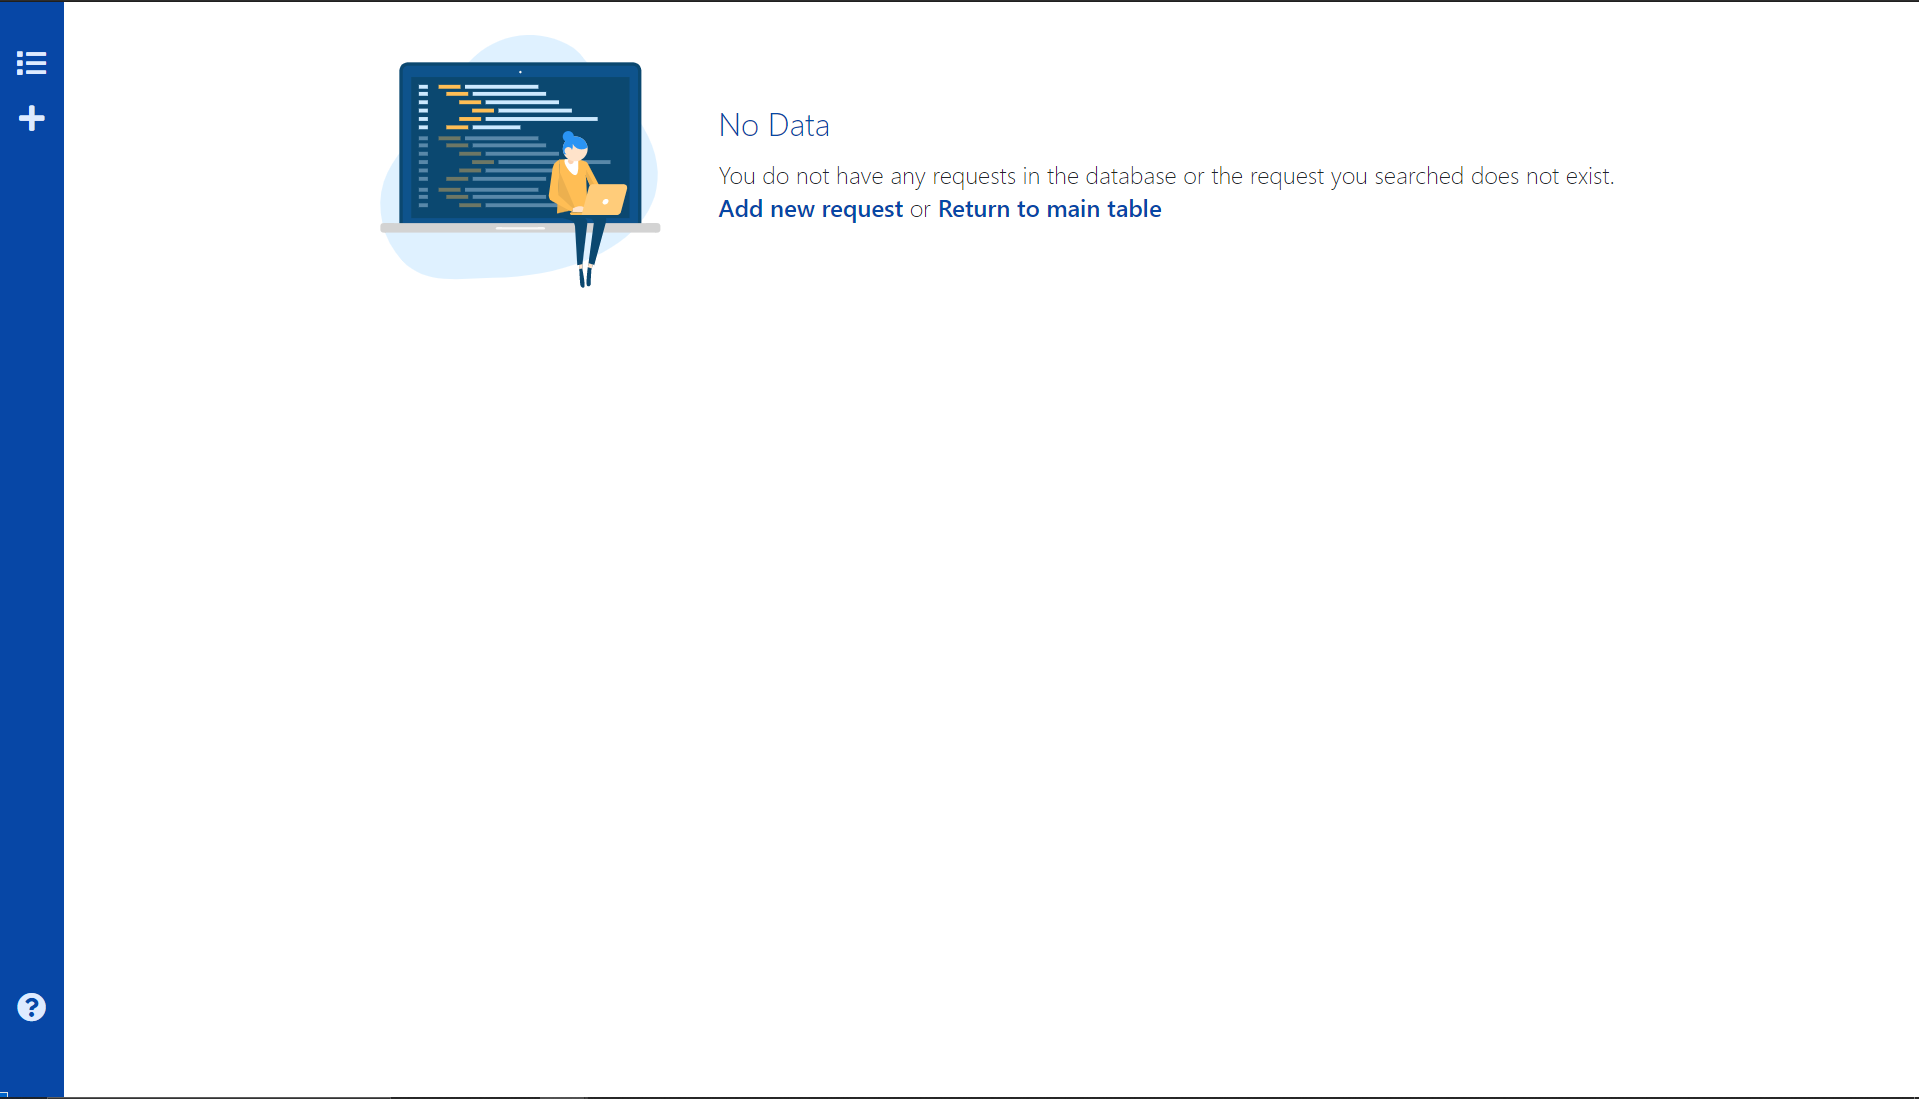 No Data
You do not have any requests in the database or the request you searched does not exist.
Add new request or Return to main table
?